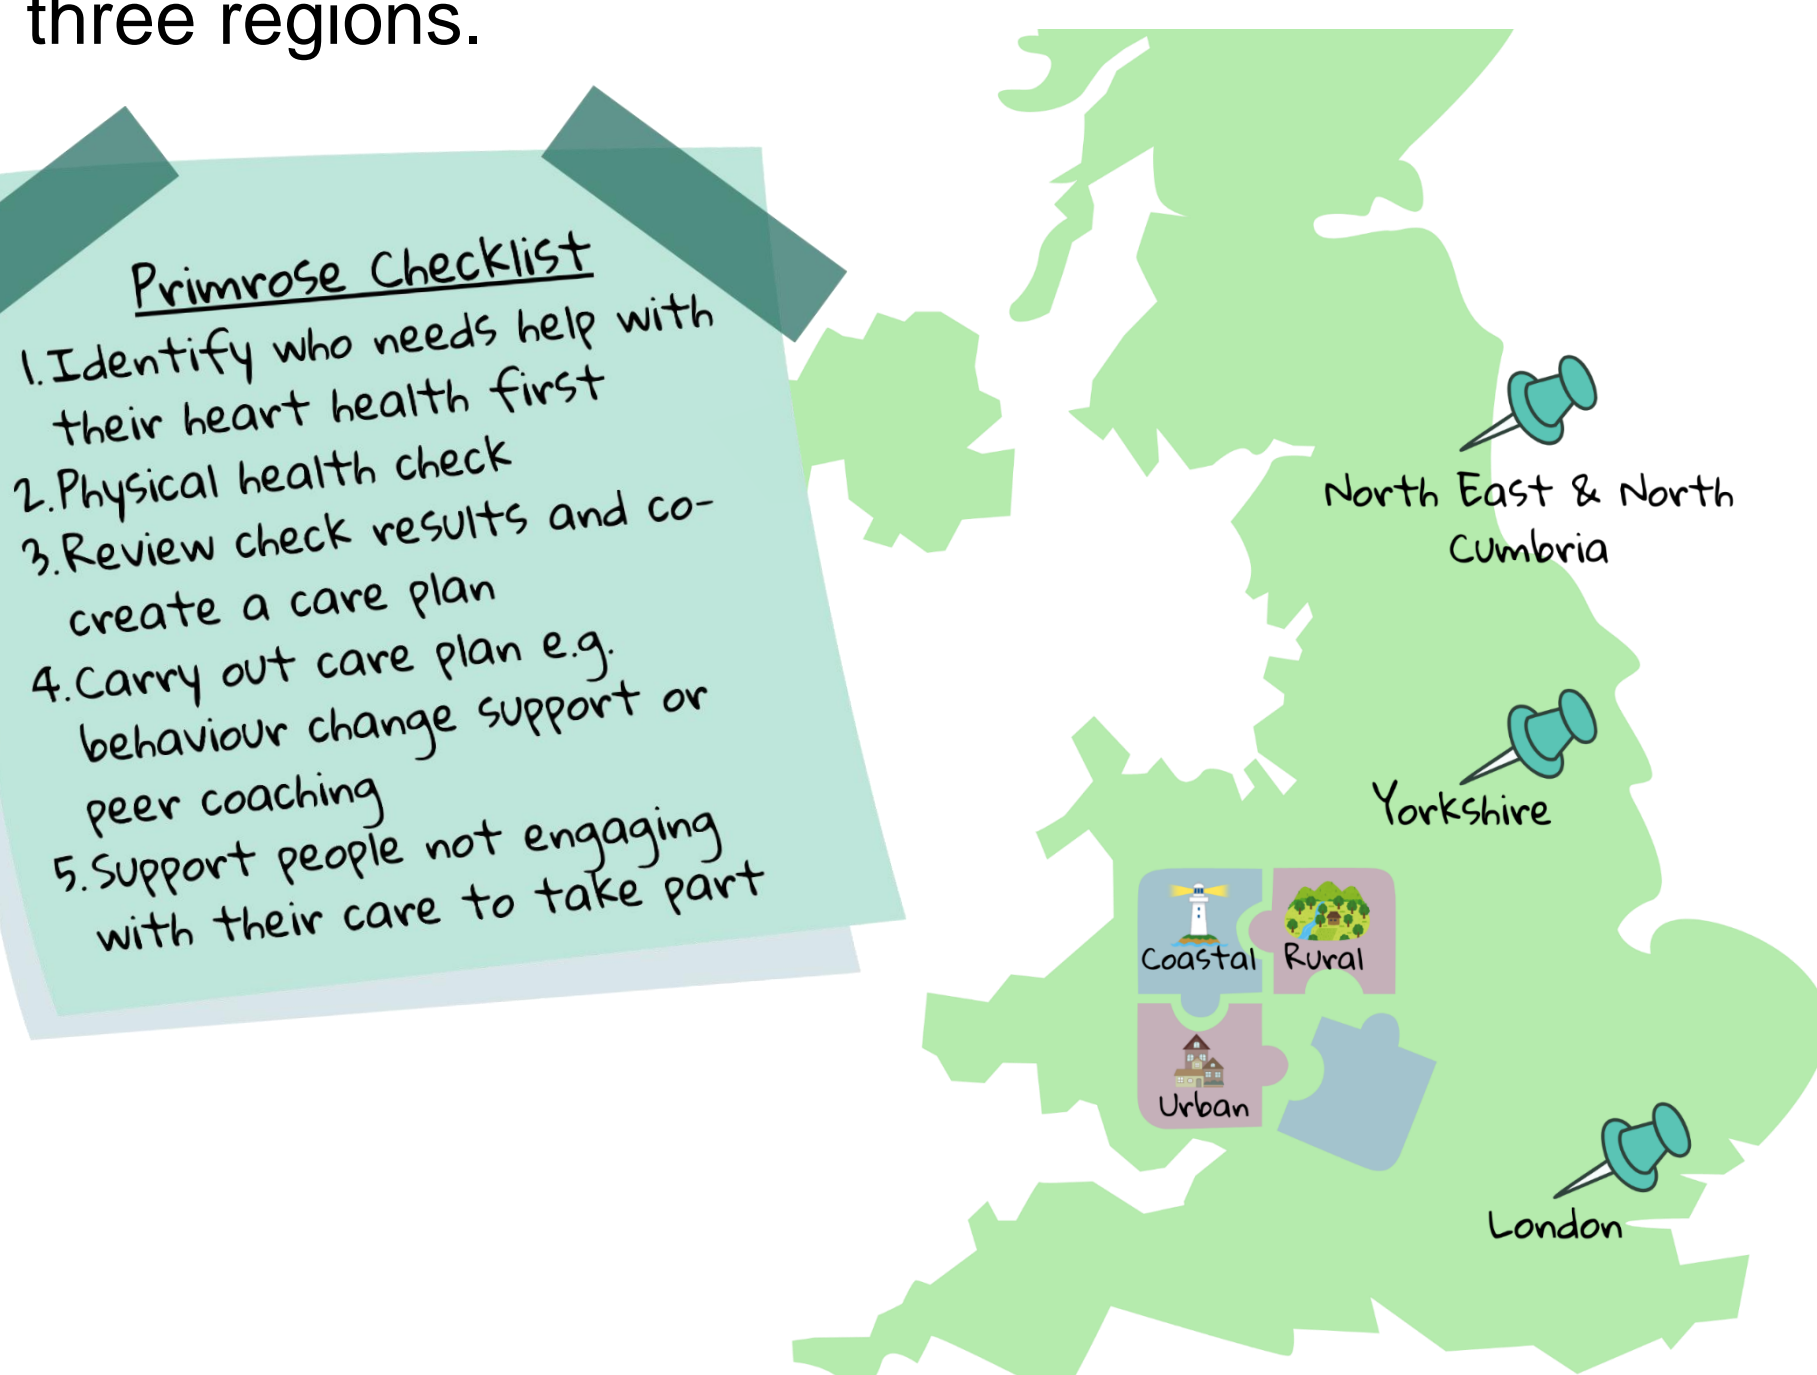 three regions.
Primrose Checklist
1. Identify who needs help with
their heart health first
2. Physical health check
3. Review check results and co-
create a care plan
4. Carry out care plan e.g.
behaviour change support or
peer coaching
5. Support people not engaging
with their care to take part
North East & North
Cumbria
Yorkshire
Coastal
Rural
Urban
London